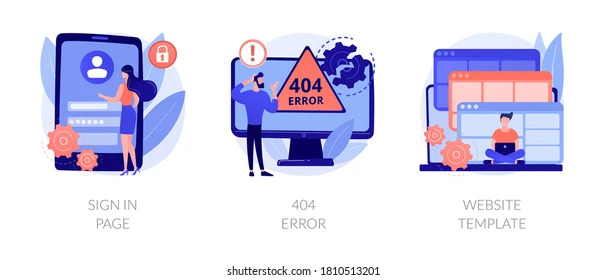 404
ERROR
SIGN IN
PAGE
404
ERROR
WEBSITE
TEMPLATE
shutterstock.com · 1810513201